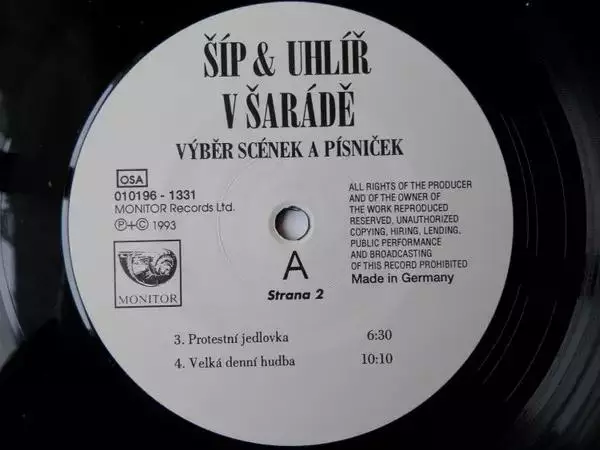 ŠÍP & UHLÍŘ
V ŠARÁDĚ
VÝBĚR SCÉNEK A PÍSNIČEK
OSA
010196 - 1331
MONITOR Records Ltd.
Ⓟ+© 1993
MONITOR
A
Strana 2
ALL RIGHTS OF THE PRODUCER
AND OF THE OWNER OF
THE WORK REPRODUCED
RESERVED, UNAUTHORIZED
COPYING, HIRING, LENDING,
PUBLIC PERFORMANCE
AND BROADCASTING
OF THIS RECORD PROHIBITED
Made in Germany
3. Protestní jedlovka 6:30
4. Velká denní hudba 10:10